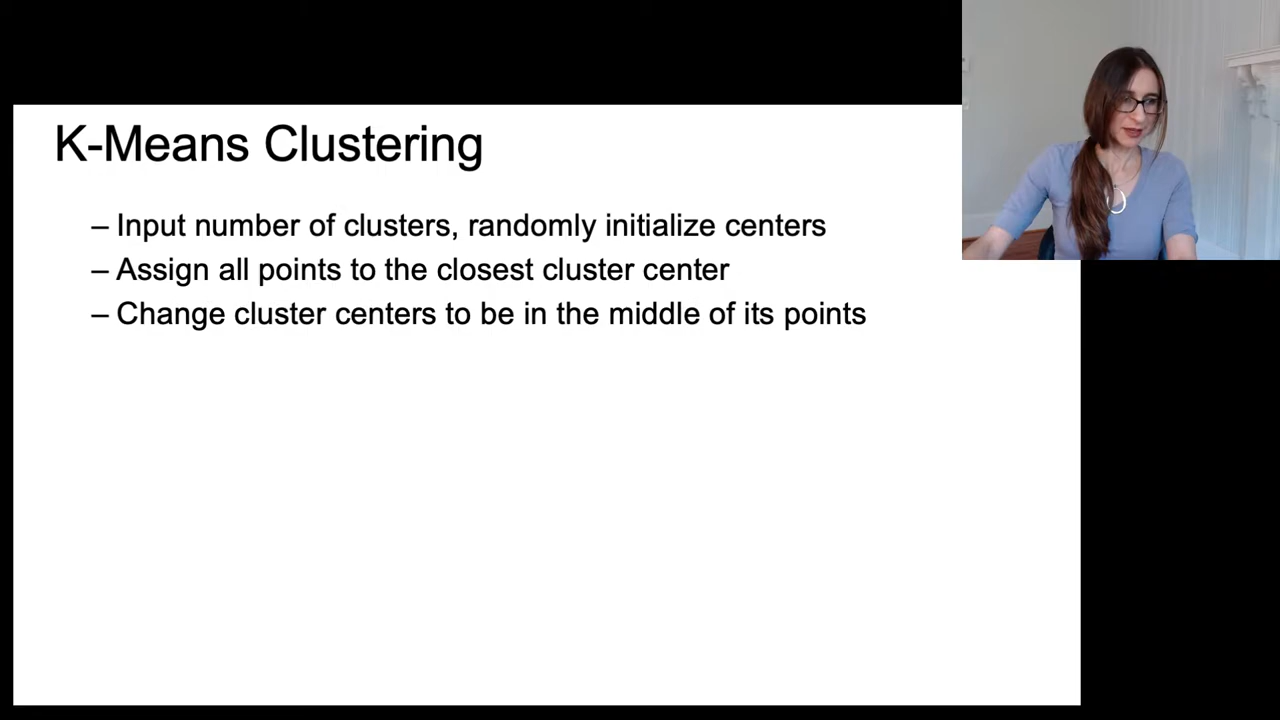 K-Means Clustering
– Input number of clusters, randomly initialize centers
– Assign all points to the closest cluster center
– Change cluster centers to be in the middle of its points